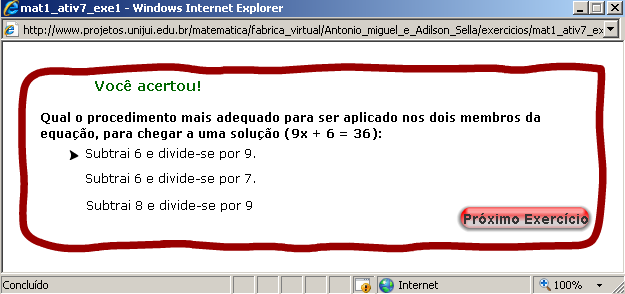 mat1_ativ7_exe1 - Windows Internet Explorer
http://www.projetos.unijui.edu.br/matematica/fabrica_virtual/Antonio_miguel_e_Adilson_Sella/exercicios/mat1_ativ7_ex
Você acertou!
Qual o procedimento mais adequado para ser aplicado nos dois membros da
equação, para chegar a uma solução (9x + 6 = 36):
Subtrai 6 e divide-se por 9.
Subtrai 6 e divide-se por 7.
Subtrai 8 e divide-se por 9
Próximo Exercício
Concluído
Internet
100%